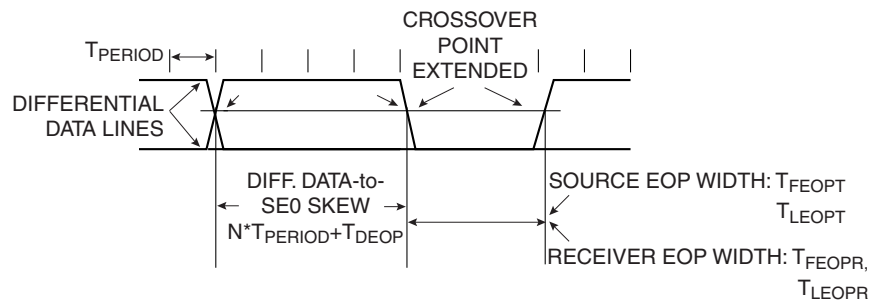 CROSSOVER
POINT
EXTENDED
TPERIOD
DIFFERENTIAL
DATA LINES
DIFF. DATA-to-
SE0 SKEW
N*TPERIOD+TDEOP
SOURCE EOP WIDTH: TFEOPT
TLEOPT
RECEIVER EOP WIDTH: TFEOPR,
TLEOPR